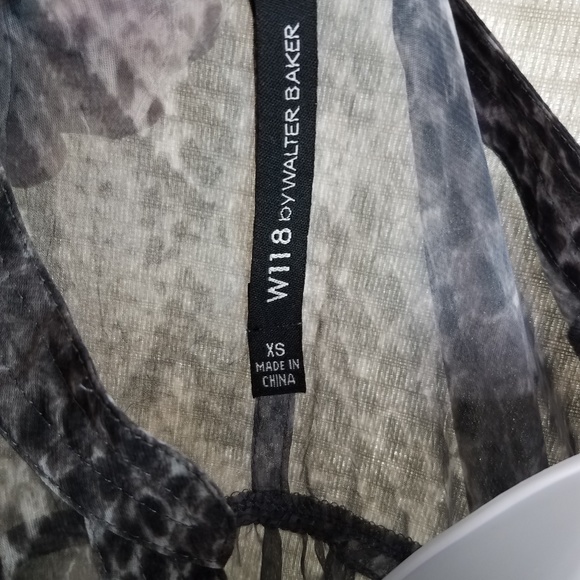 W118 by WALTER BAKER
XS
MADE IN
CHINA